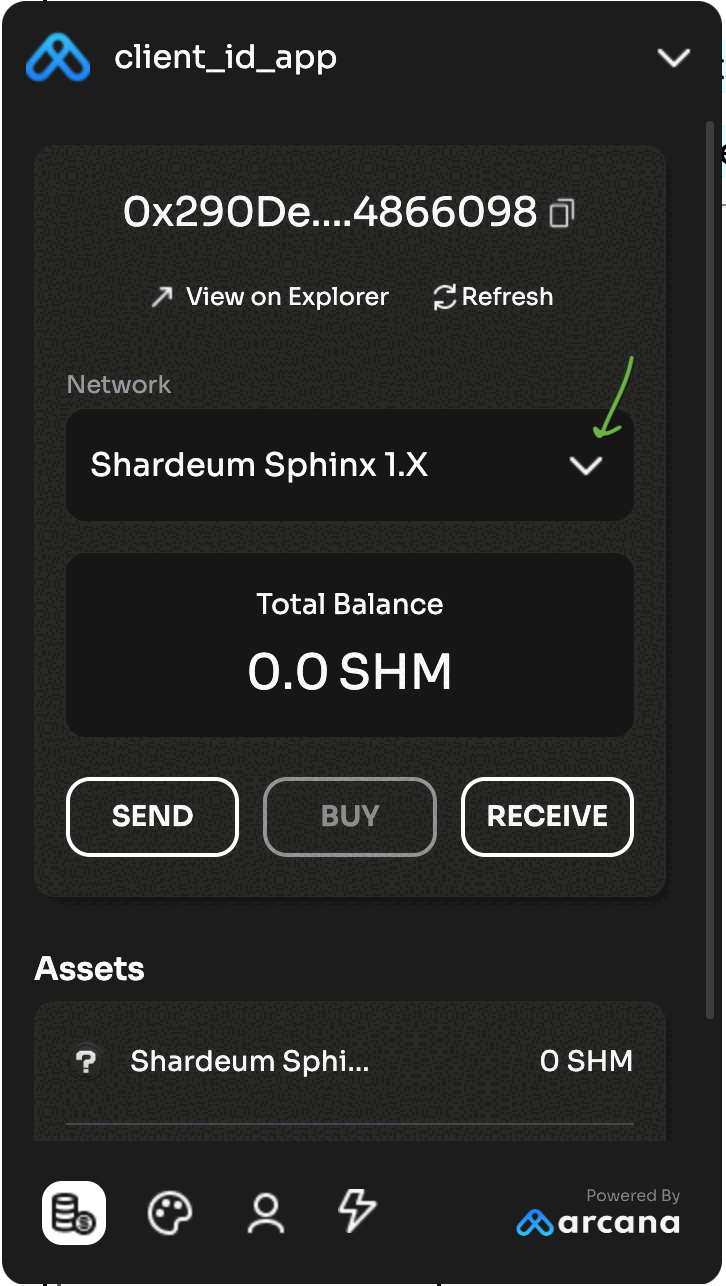 client_id_app
0x290De....4866098
View on Explorer Refresh
Network
Shardeum Sphinx 1.X
Total Balance
0.0 SHM
SEND BUY RECEIVE
Assets
? Shardeum Sphi... 0 SHM
$
Powered By
arcana